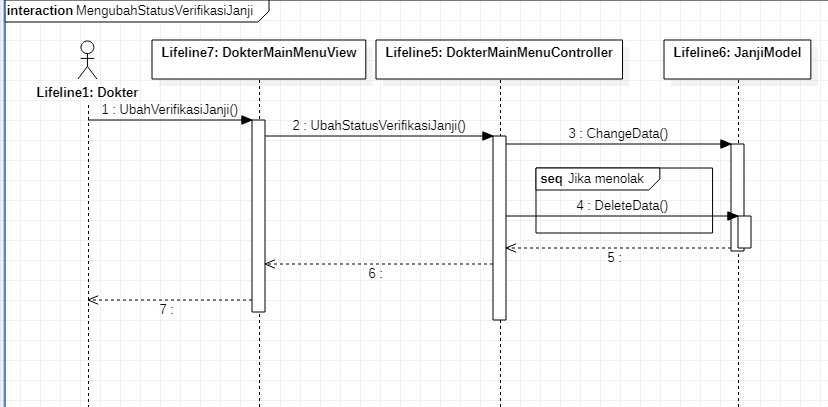 interaction MengubahStatusVerifikasiJanji
Lifeline7: DokterMainMenuView
Lifeline5: DokterMainMenuController
Lifeline6: JanjiModel
Lifeline1: Dokter
1 : UbahVerifikasiJanji()
2 : UbahStatusVerifikasiJanji()
3 : ChangeData()
seq Jika menolak
4 : DeleteData()
5 :
6 :
7 :